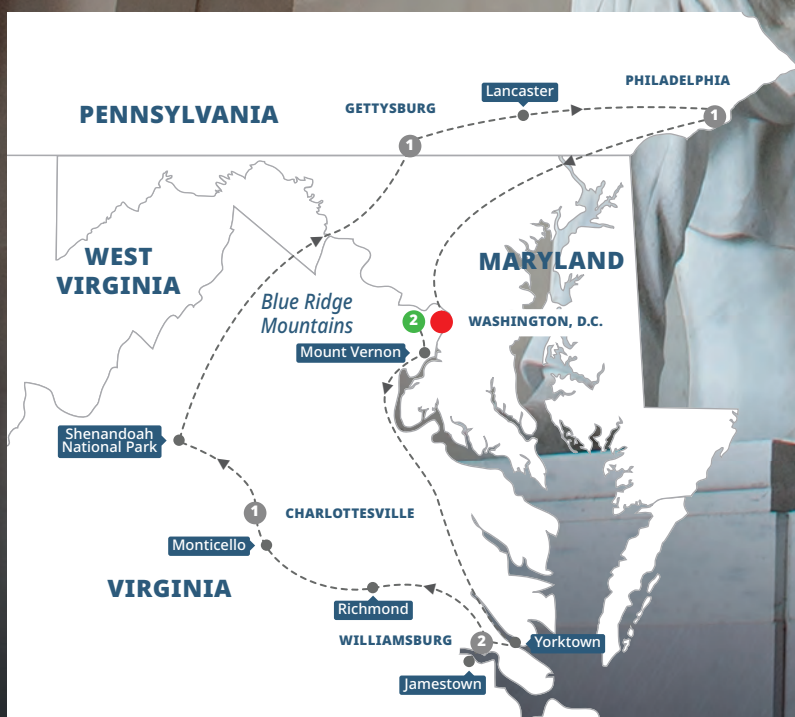 PHILADELPHIA
Lancaster
PENNSYLVANIA
GETTYSBURG
1
1
WEST
VIRGINIA
MARYLAND
Blue Ridge
Mountains
2
WASHINGTON, D.C.
Mount Vernon
Shenandoah
National Park
1
CHARLOTTESVILLE
Monticello
VIRGINIA
Richmond
WILLIAMSBURG
2
Yorktown
Jamestown